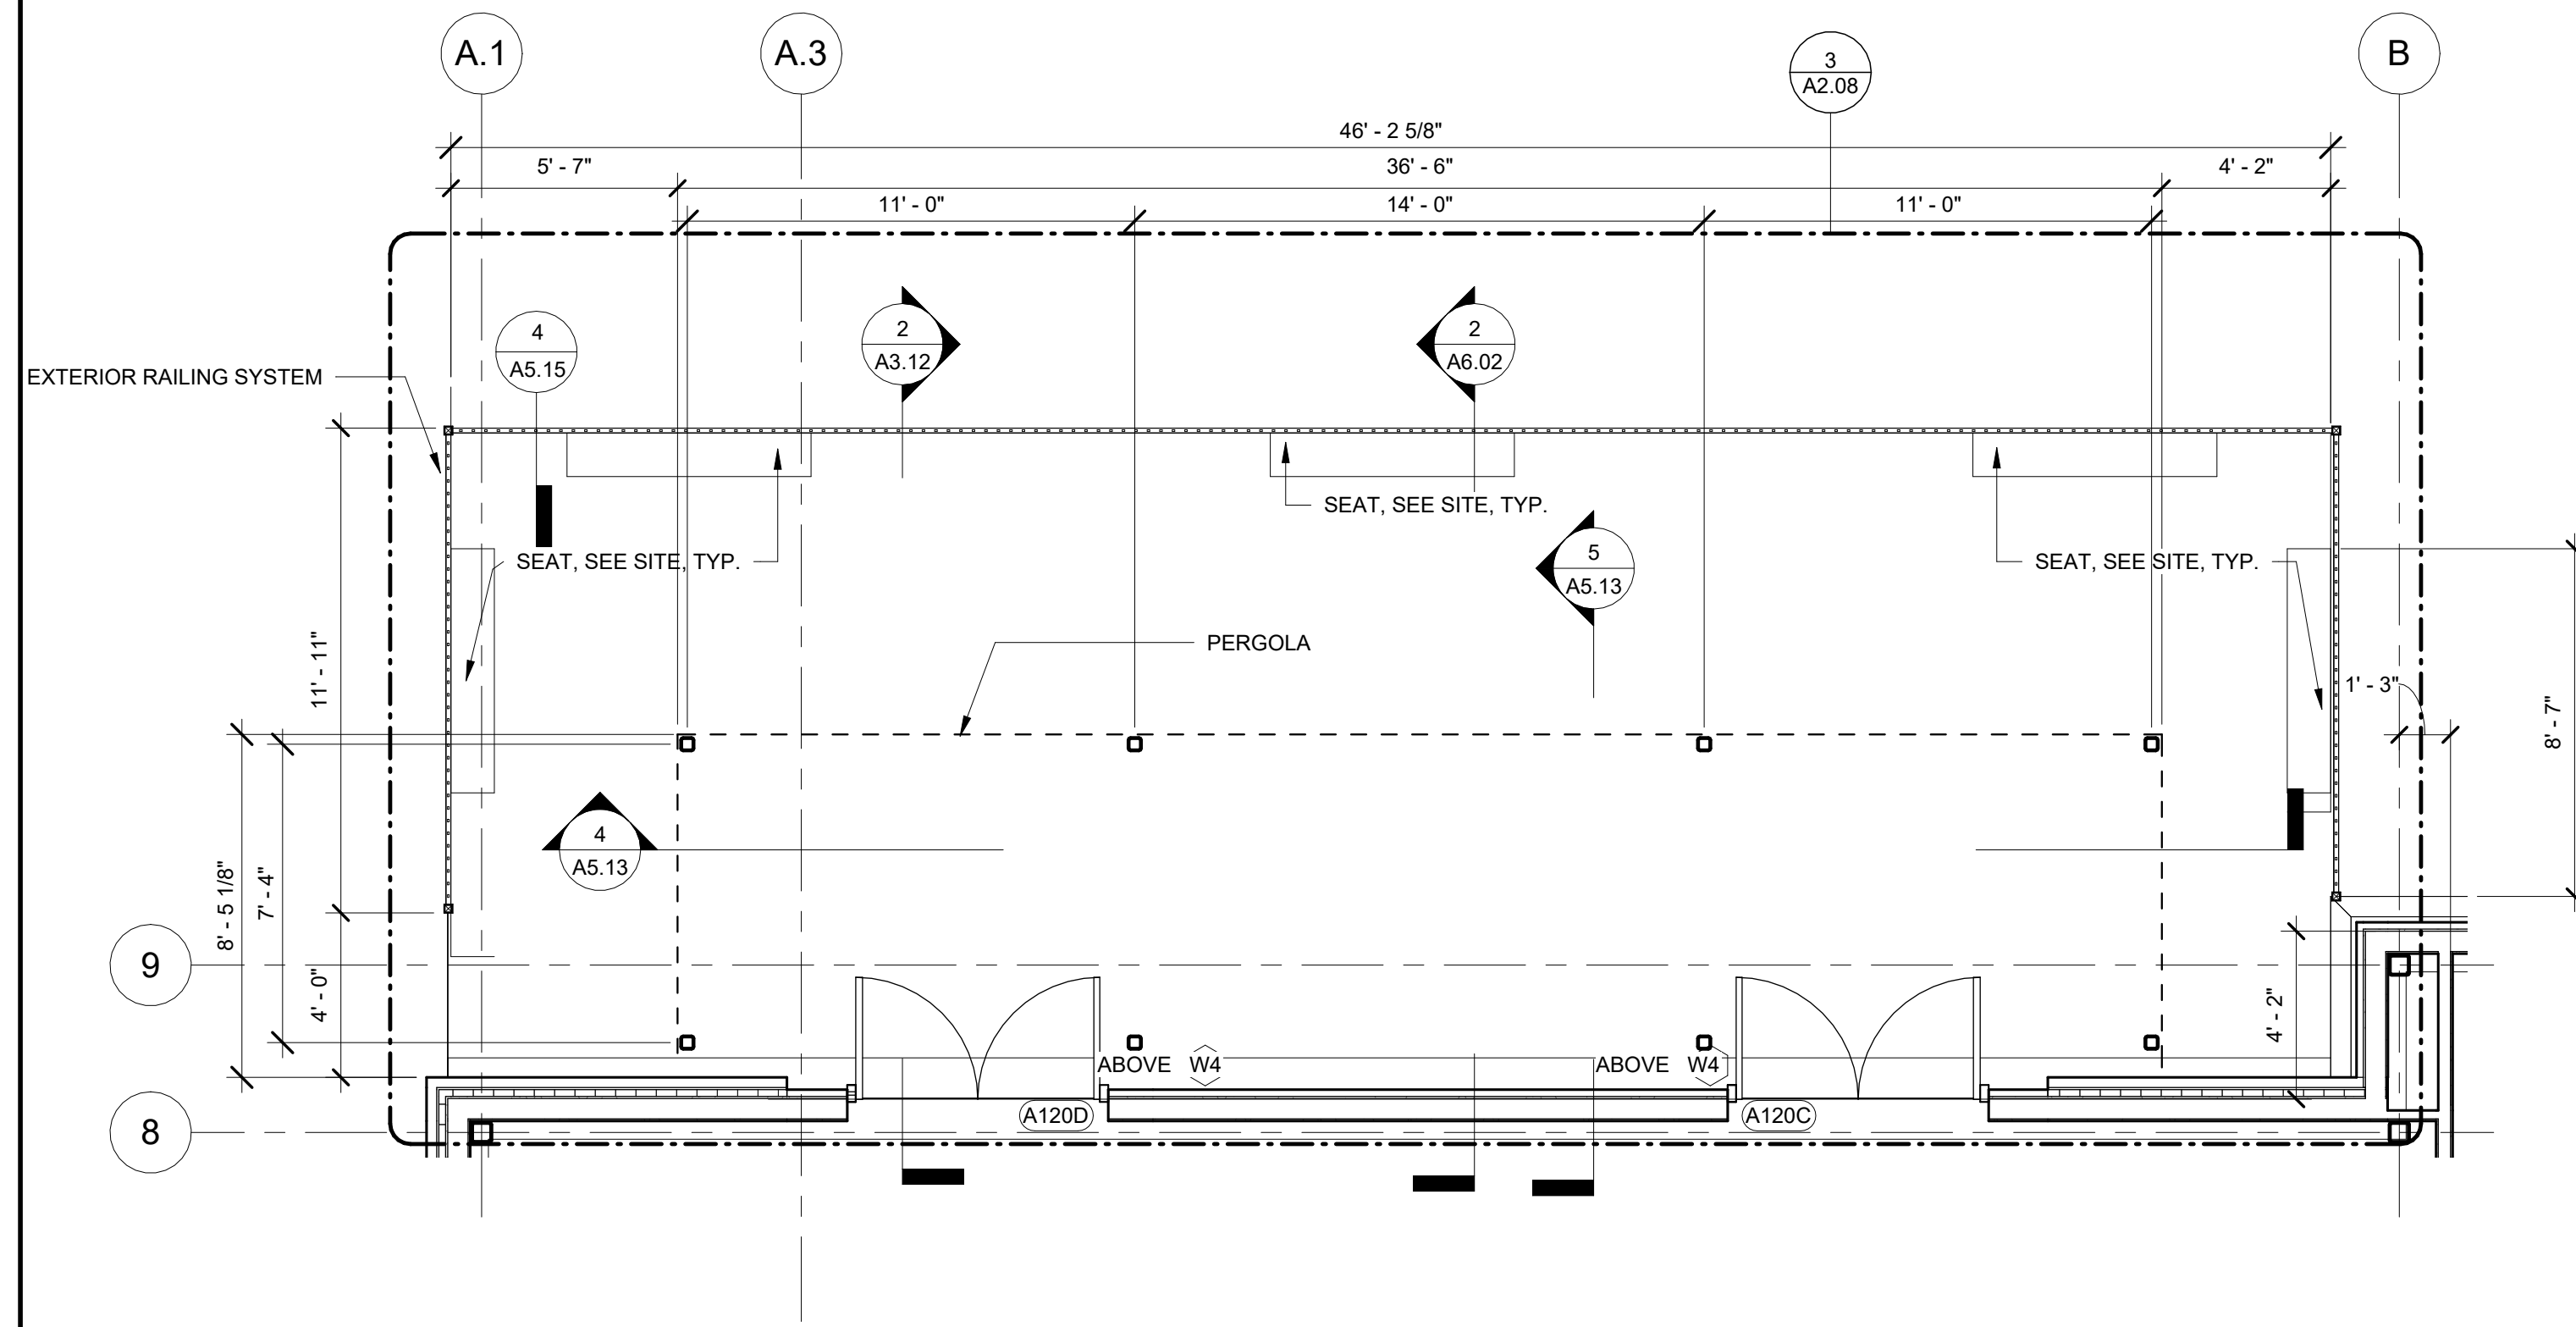 A.1
A.3
3
A2.08
B
46' - 2 5/8"
5' - 7"
36' - 6"
4' - 2"
11' - 0"
14' - 0"
11' - 0"
4
A5.15
2
A3.12
2
A6.02
EXTERIOR RAILING SYSTEM
SEAT, SEE SITE, TYP.
SEAT, SEE SITE, TYP.
SEAT, SEE SITE, TYP.
5
A5.13
PERGOLA
11' - 11"
1' - 3"
8' - 7"
4
A5.13
8' - 5 1/8"
7' - 4"
9
4' - 0"
4' - 2"
ABOVE W4
ABOVE W4
8
A120D
A120C